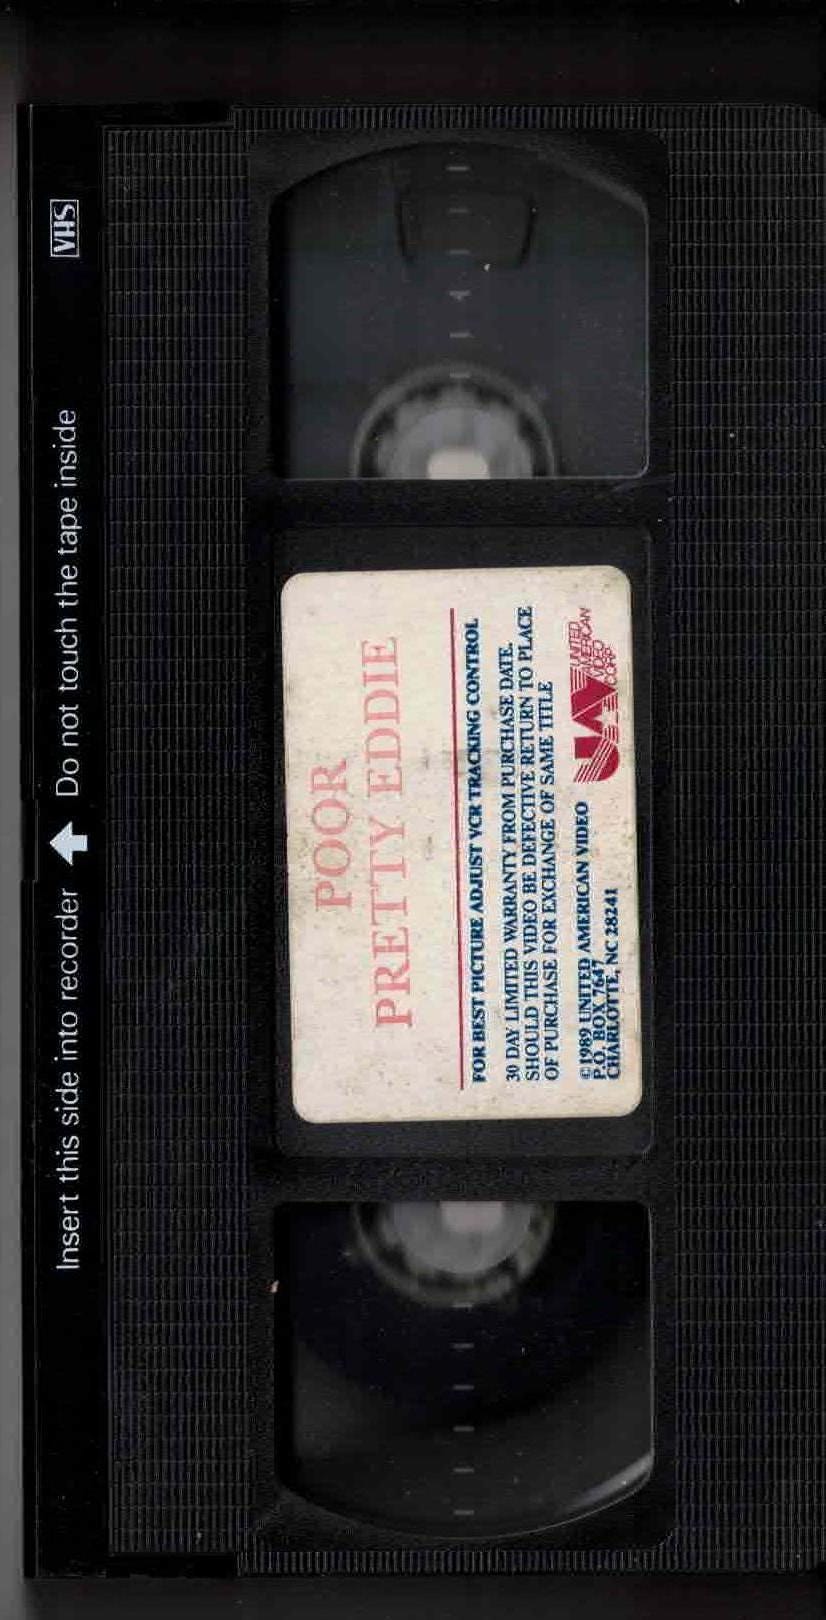 Insert this side into recorder Do not touch the tape inside VHS
POOR
PRETTY EDDIE
FOR BEST PICTURE ADJUST VCR TRACKING CONTROL
30 DAY LIMITED WARRANTY FROM PURCHASE DATE.
SHOULD THIS VIDEO BE DEFECTIVE RETURN TO PLACE
OF PURCHASE FOR EXCHANGE OF SAME TITLE
©1989 UNITED AMERICAN VIDEO
P.O. BOX 7647
CHARLOTTE, NC 28241
UAV
UNITED
AMERICAN
VIDEO
CORP.